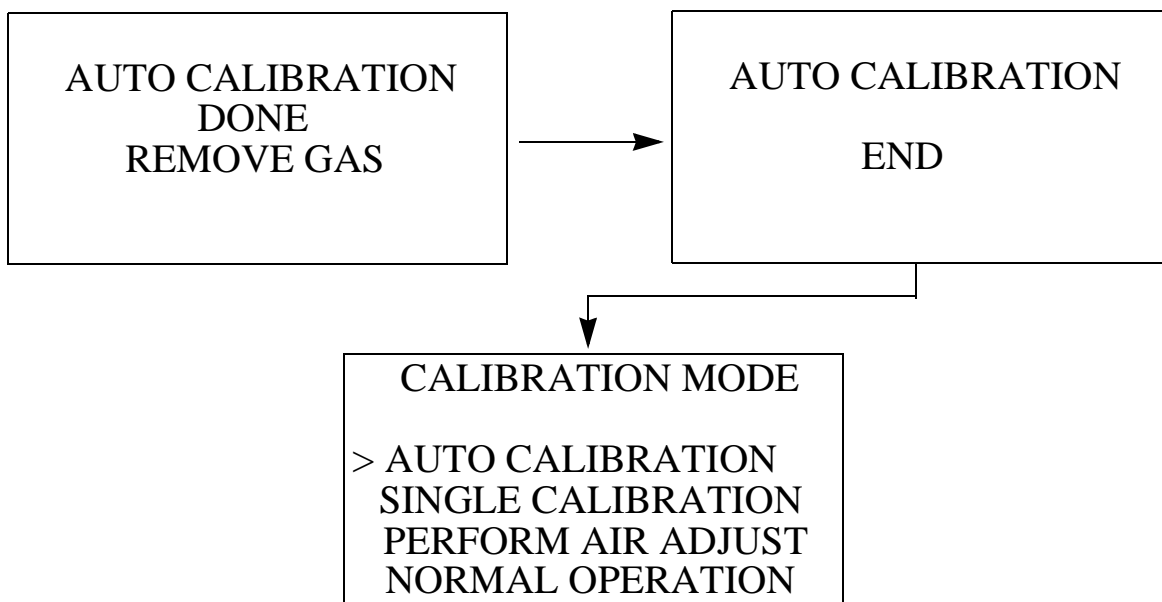 AUTO CALIBRATION
DONE
REMOVE GAS
AUTO CALIBRATION
END
CALIBRATION MODE
> AUTO CALIBRATION
SINGLE CALIBRATION
PERFORM AIR ADJUST
NORMAL OPERATION